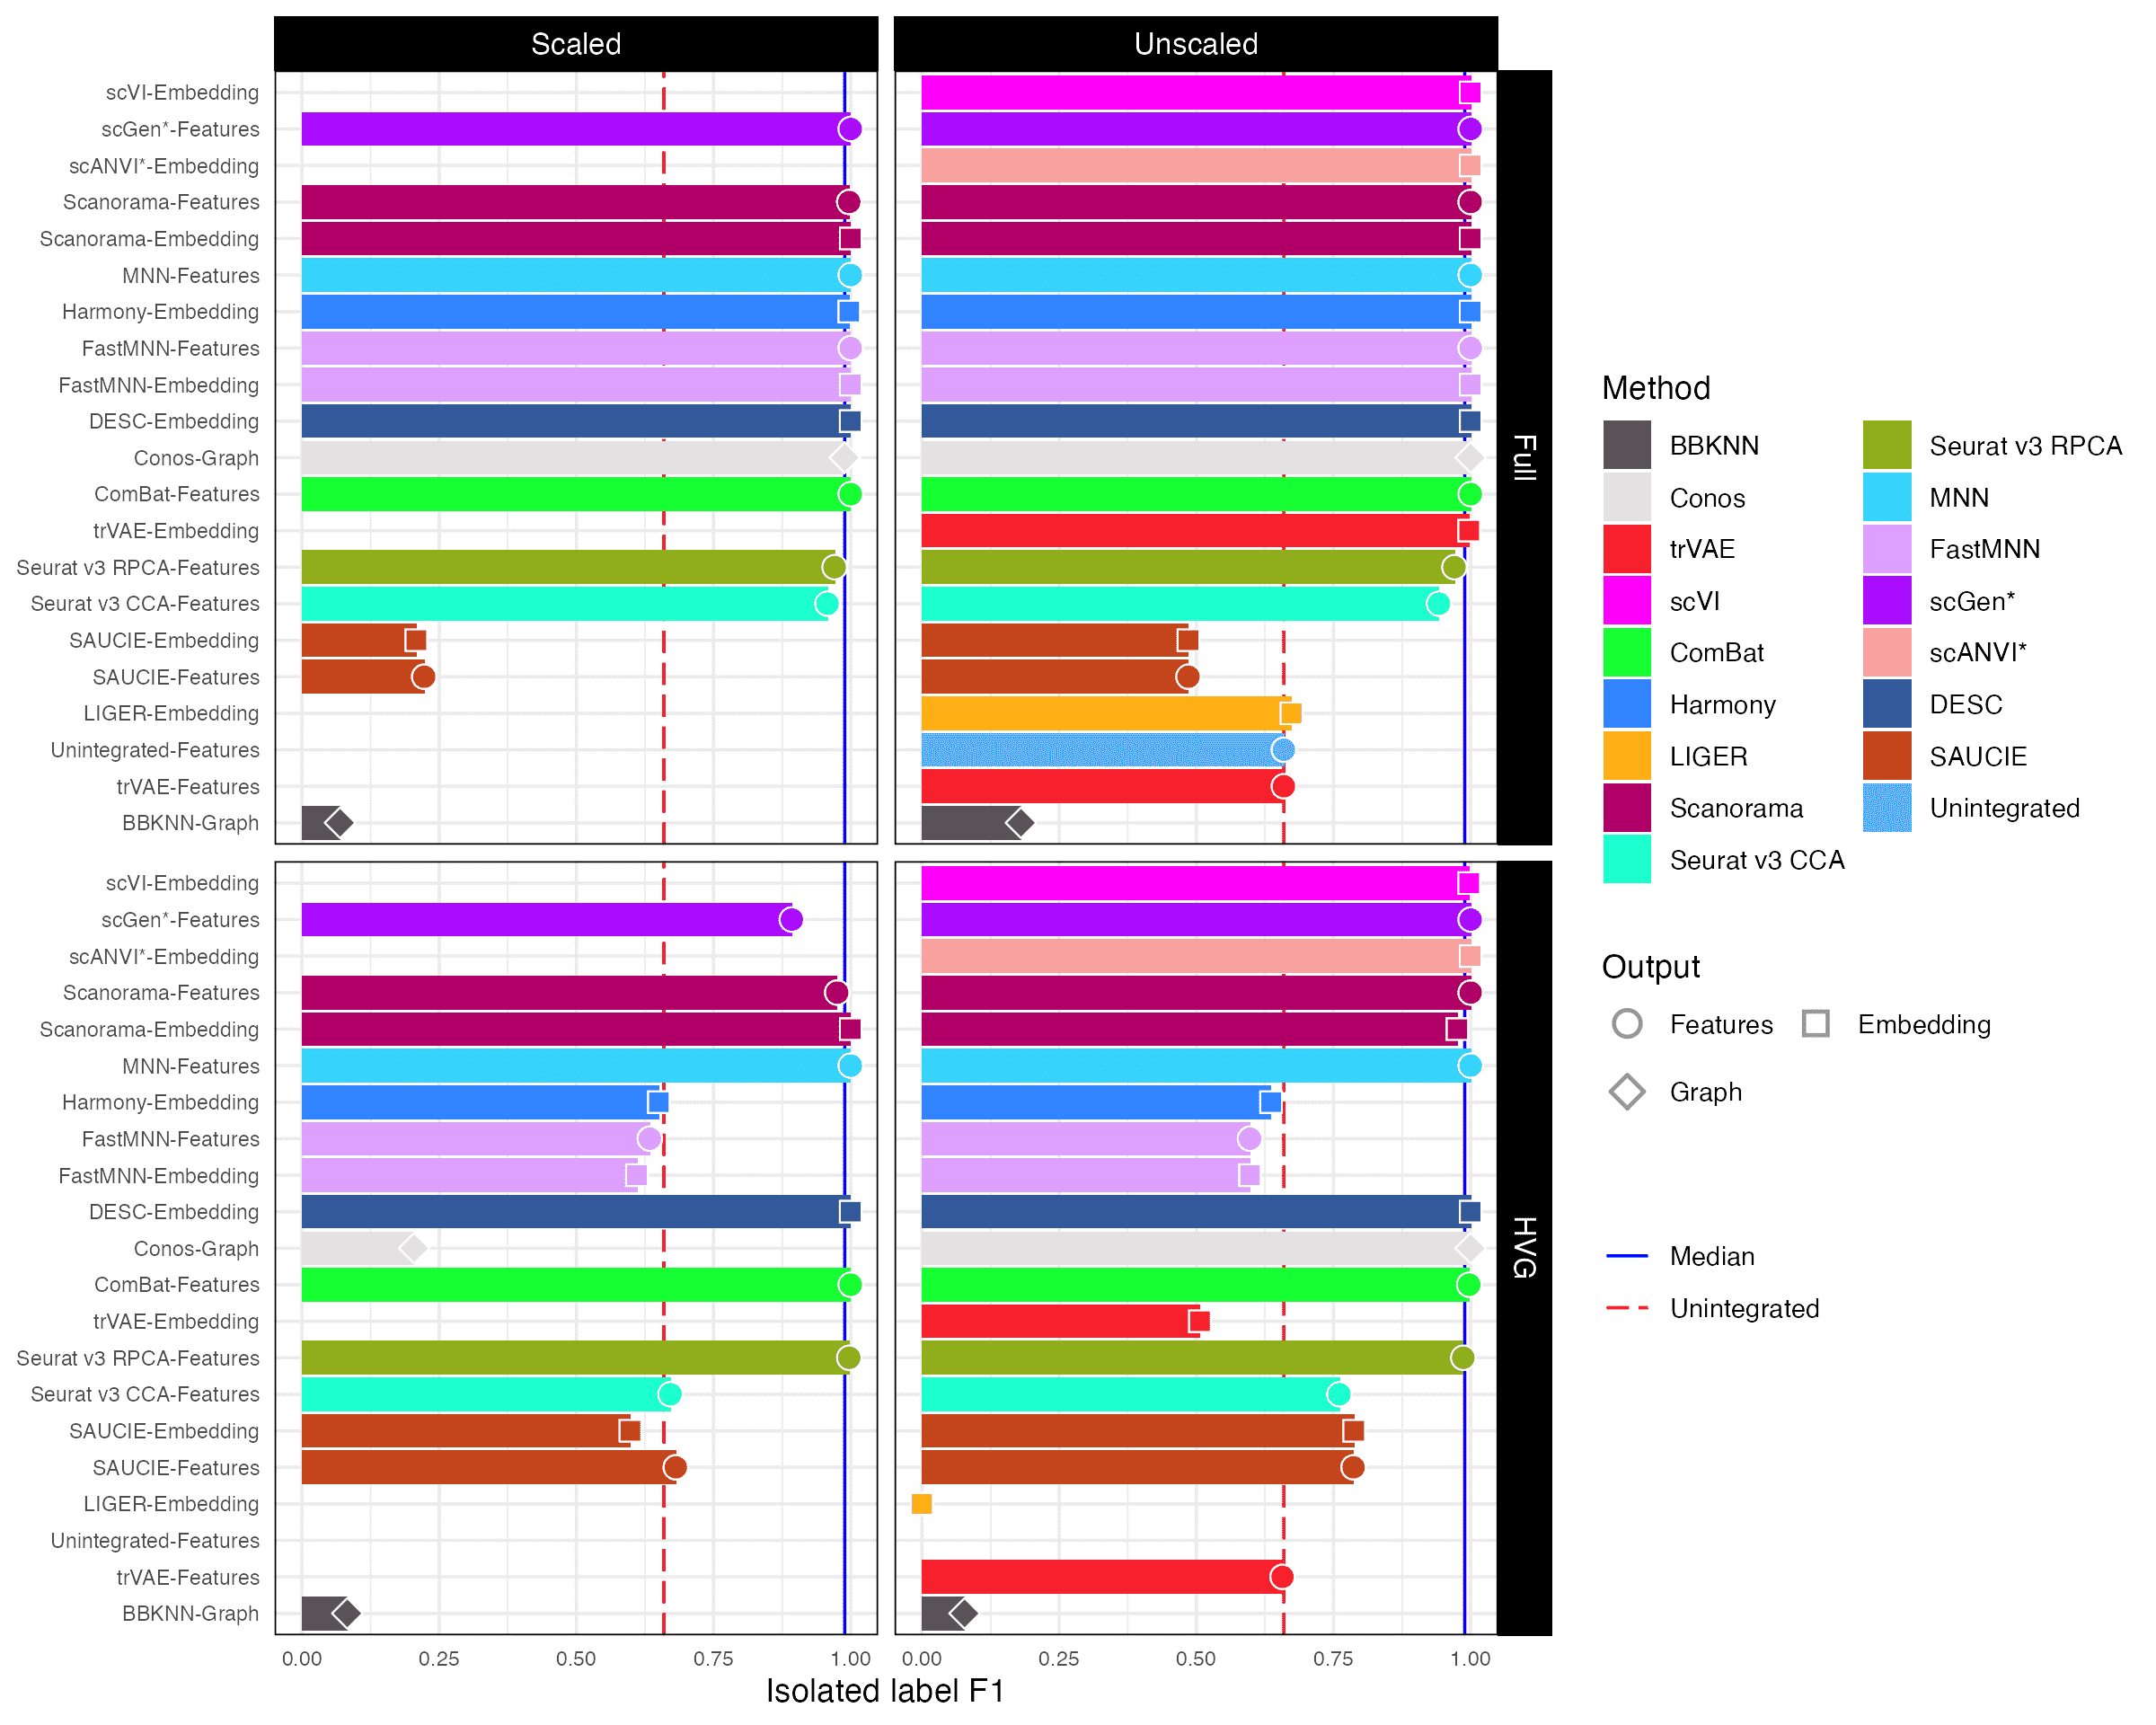 Scaled
Unscaled
scVI-Embedding
scGen*-Features
scANVI*-Embedding
Scanorama-Features
Scanorama-Embedding
MNN-Features
Harmony-Embedding
FastMNN-Features
FastMNN-Embedding
DESC-Embedding
Conos-Graph
ComBat-Features
trVAE-Embedding
Seurat v3 RPCA-Features
Seurat v3 CCA-Features
SAUCIE-Embedding
SAUCIE-Features
LIGER-Embedding
Unintegrated-Features
trVAE-Features
BBKNN-Graph
Full
scVI-Embedding
scGen*-Features
scANVI*-Embedding
Scanorama-Features
Scanorama-Embedding
MNN-Features
Harmony-Embedding
FastMNN-Features
FastMNN-Embedding
DESC-Embedding
Conos-Graph
ComBat-Features
trVAE-Embedding
Seurat v3 RPCA-Features
Seurat v3 CCA-Features
SAUCIE-Embedding
SAUCIE-Features
LIGER-Embedding
Unintegrated-Features
trVAE-Features
BBKNN-Graph
HVG
0.00 0.25 0.50 0.75 1.00 0.00 0.25 0.50 0.75 1.00
Isolated label F1
Method
BBKNN
Conos
trVAE
scVI
ComBat
Harmony
LIGER
Scanorama
Seurat v3 CCA
Seurat v3 RPCA
MNN
FastMNN
scGen*
scANVI*
DESC
SAUCIE
Unintegrated
Output
Features
Embedding
Graph
Median
Unintegrated